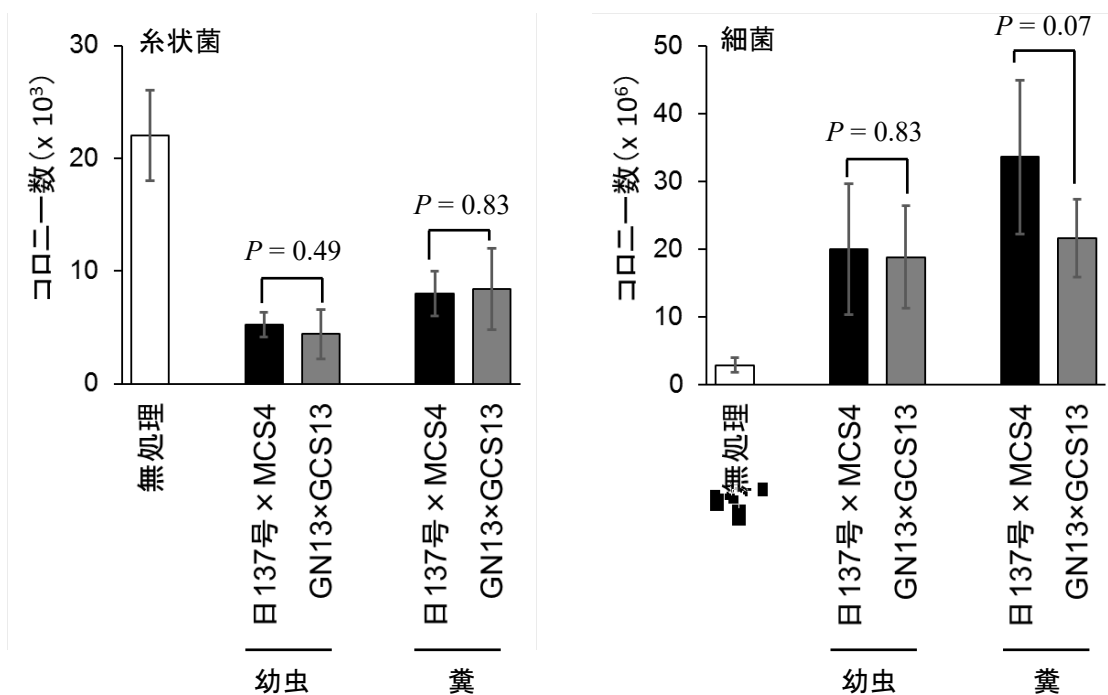 糸状菌
コロニー数(x 10³)
30
20
10
0
P = 0.49
P = 0.83
無処理
日137号×MCS4
GN13×GCS13
日137号×MCS4
GN13×GCS13
幼虫
糞
細菌
コロニー数(x 10⁶)
50
40
30
20
10
0
P = 0.83
P = 0.07
無処理
日137号×MCS4
GN13×GCS13
日137号×MCS4
GN13×GCS13
幼虫
糞